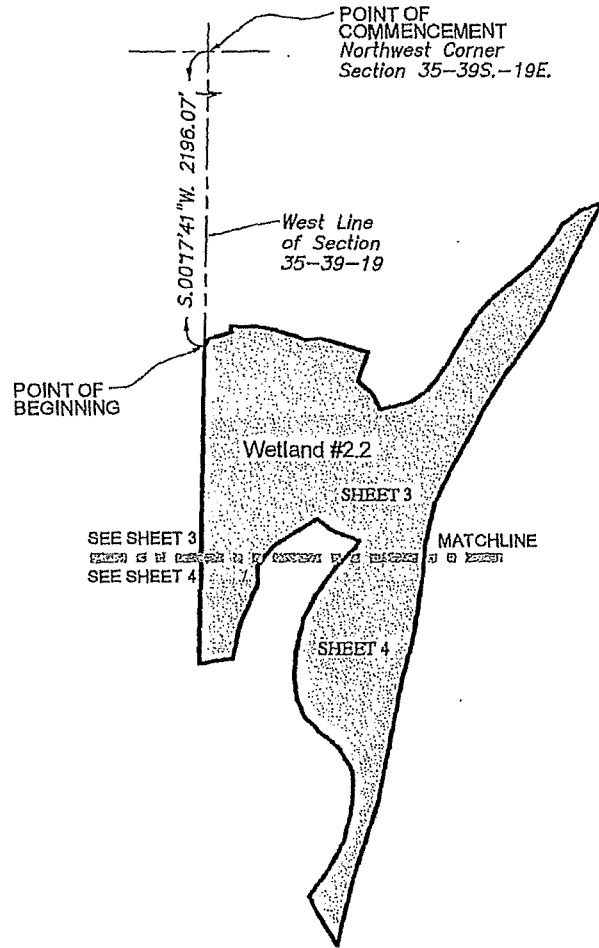 POINT OF
COMMENCEMENT
Northwest Corner
Section 35-39S.-19E.
S.00°17'41"W. 2196.07'
West Line
of Section
35-39-19
POINT OF
BEGINNING
Wetland #2.2
SHEET 3
SEE SHEET 3
MATCHLINE
SEE SHEET 4
SHEET 4